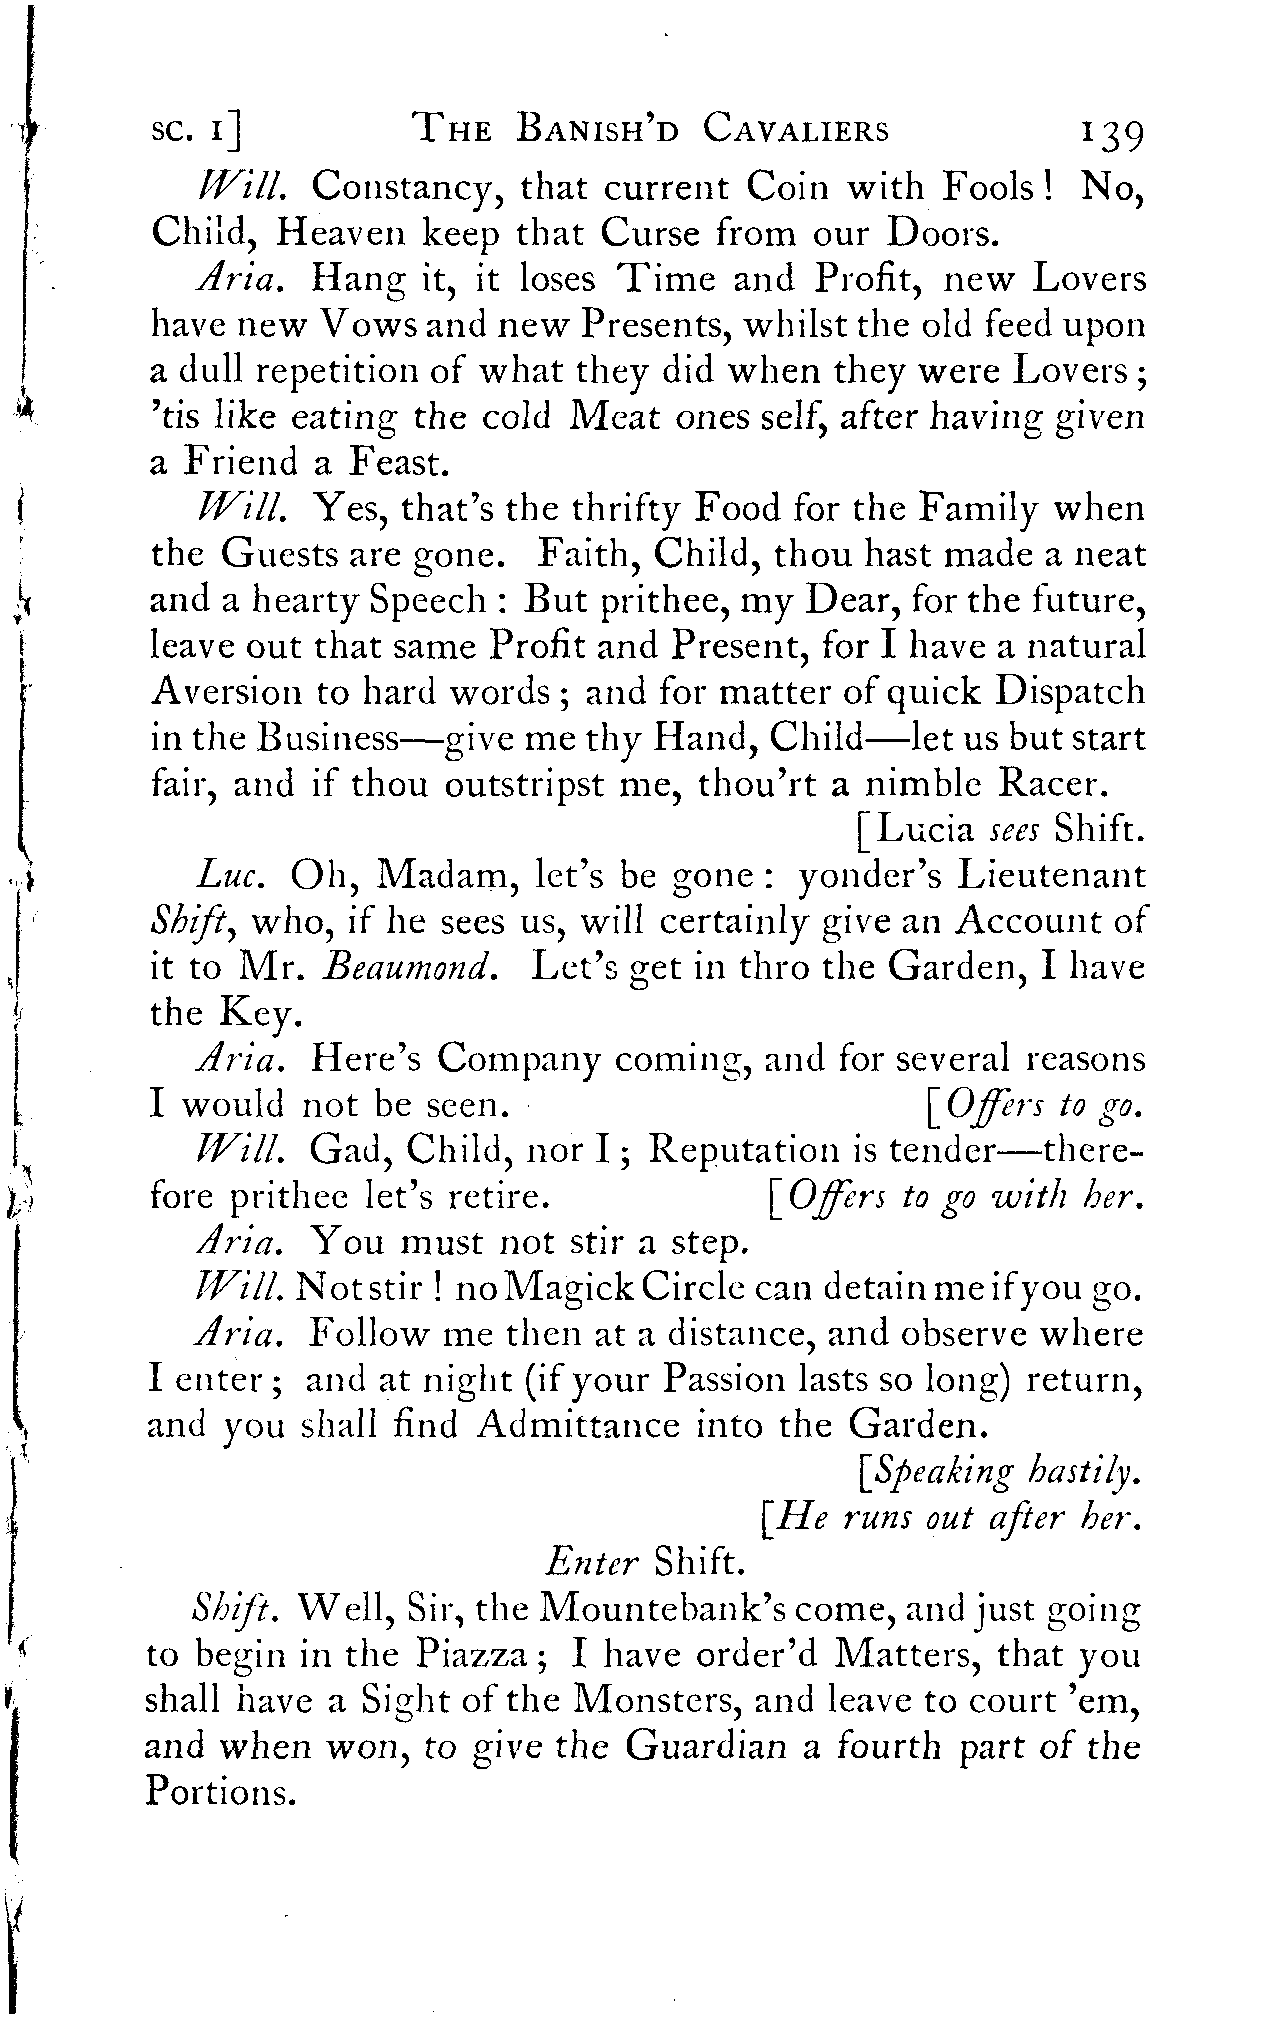 SC. I] THE BANISH'D CAVALIERS 139
Will. Constancy, that current Coin with Fools! No,
Child, Heaven keep that Curse from our Doors.
Aria. Hang it, it loses Time and Profit, new Lovers
have new Vows and new Presents, whilst the old feed upon
a dull repetition of what they did when they were Lovers;
'tis like eating the cold Meat ones self, after having given
a Friend a Feast.
Will. Yes, that's the thrifty Food for the Family when
the Guests are gone. Faith, Child, thou hast made a neat
and a hearty Speech: But prithee, my Dear, for the future,
leave out that same Profit and Present, for I have a natural
Aversion to hard words; and for matter of quick Dispatch
in the Business—give me thy Hand, Child—let us but start
fair, and if thou outstripst me, thou'rt a nimble Racer.
[Lucia sees Shift.
Luc. Oh, Madam, let's be gone: yonder's Lieutenant
Shift, who, if he sees us, will certainly give an Account of
it to Mr. Beaumond. Let's get in thro the Garden, I have
the Key.
Aria. Here's Company coming, and for several reasons
I would not be seen. [Offers to go.
Will. Gad, Child, nor I; Reputation is tender—there-
fore prithee let's retire. [Offers to go with her.
Aria. You must not stir a step.
Will. Not stir! no Magick Circle can detain me if you go.
Aria. Follow me then at a distance, and observe where
I enter; and at night (if your Passion lasts so long) return,
and you shall find Admittance into the Garden.
[Speaking hastily.
[He runs out after her.
Enter Shift.
Shift. Well, Sir, the Mountebank's come, and just going
to begin in the Piazza; I have order'd Matters, that you
shall have a Sight of the Monsters, and leave to court 'em,
and when won, to give the Guardian a fourth part of the
Portions.